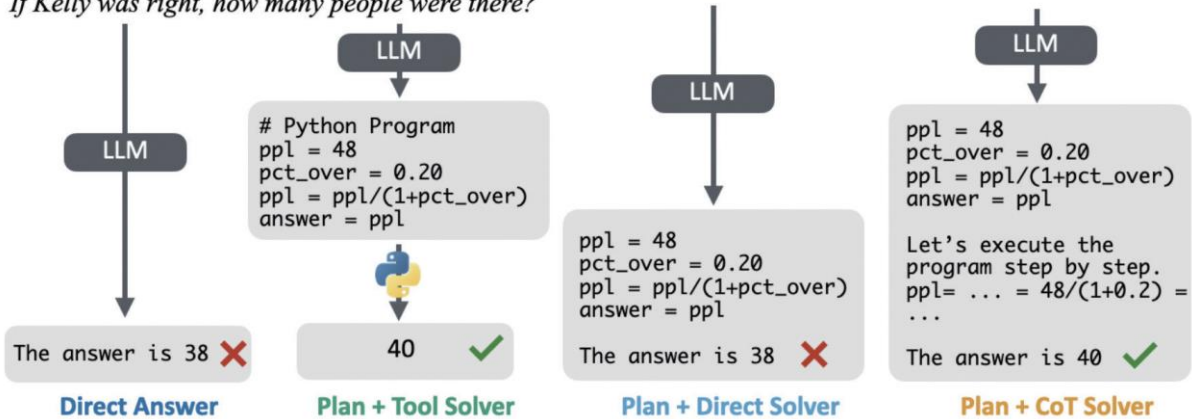 If Kelly was right, how many people were there?
LLM
The answer is 38
Direct Answer
LLM
# Python Program
ppl = 48
pct_over = 0.20
ppl = ppl/(1+pct_over)
answer = ppl
40
Plan + Tool Solver
LLM
ppl = 48
pct_over = 0.20
ppl = ppl/(1+pct_over)
answer = ppl
The answer is 38
Plan + Direct Solver
LLM
ppl = 48
pct_over = 0.20
ppl = ppl/(1+pct_over)
answer = ppl
Let's execute the
program step by step.
ppl= ... = 48/(1+0.2) =
...
The answer is 40
Plan + CoT Solver